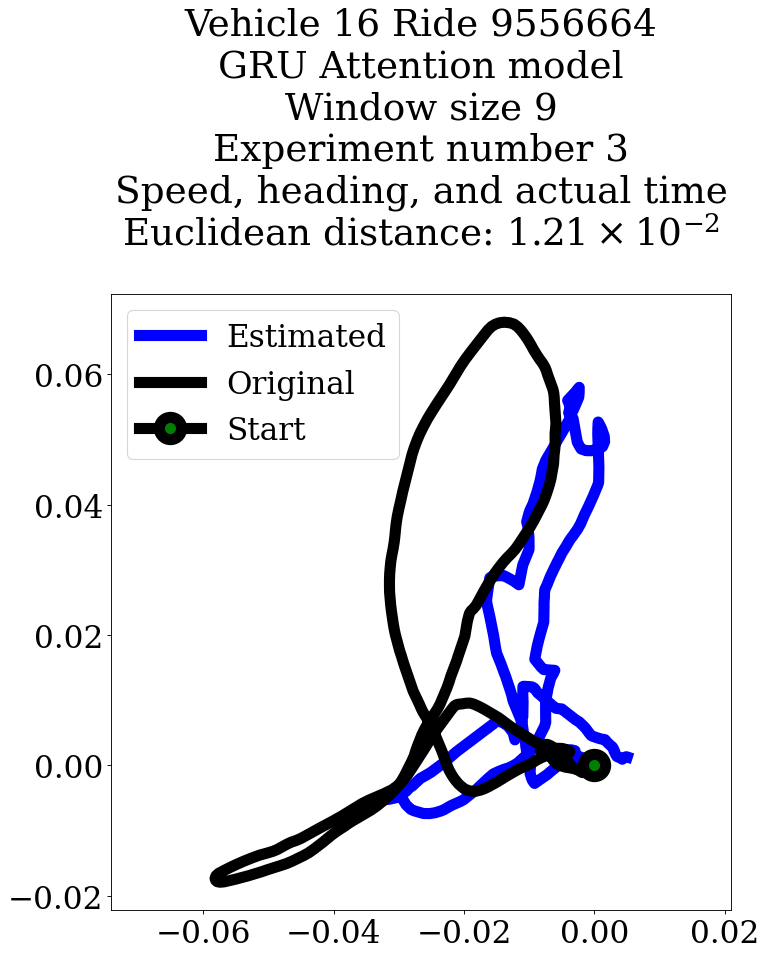 Vehicle 16 Ride 9556664
GRU Attention model
Window size 9
Experiment number 3
Speed, heading, and actual time
Euclidean distance: 1.21 × 10⁻²
Estimated
Original
Start
0.06
0.04
0.02
0.00
−0.02
−0.06 −0.04 −0.02 0.00 0.02